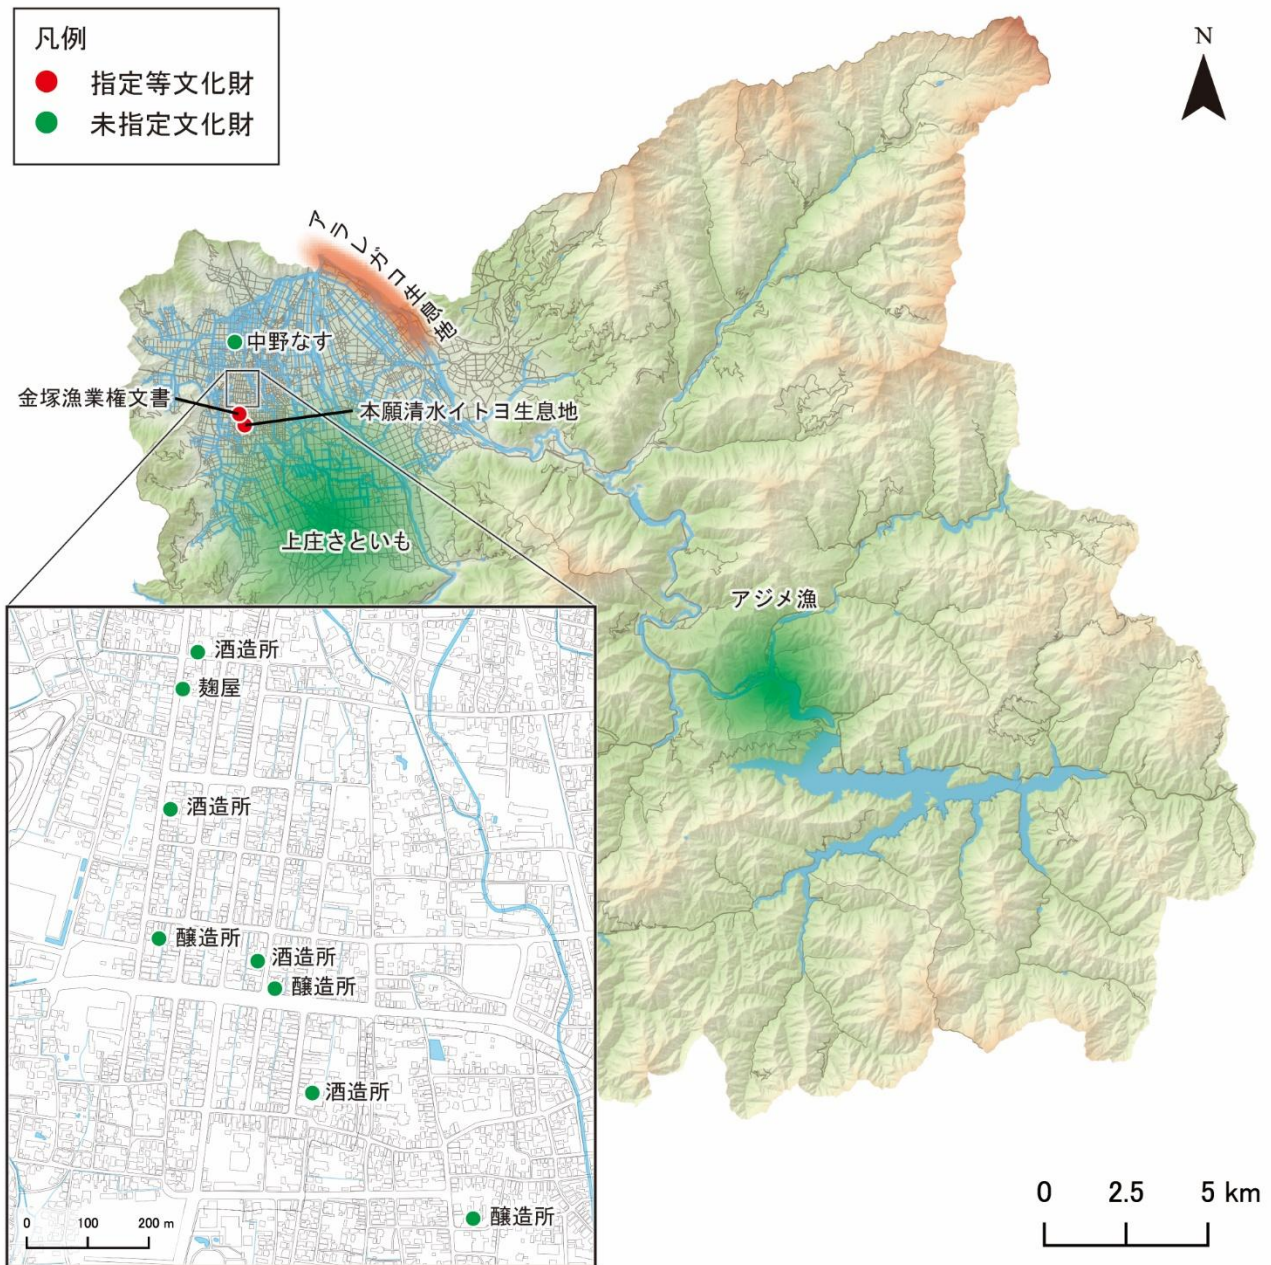 凡例
指定等文化財
未指定文化財
N
アラレガコ生息地
中野なす
金塚漁業権文書
本願清水イトヨ生息地
上庄さといも
アジメ漁
酒造所
麹屋
酒造所
醸造所
酒造所
醸造所
酒造所
醸造所
0 100 200 m
0 2.5 5 km